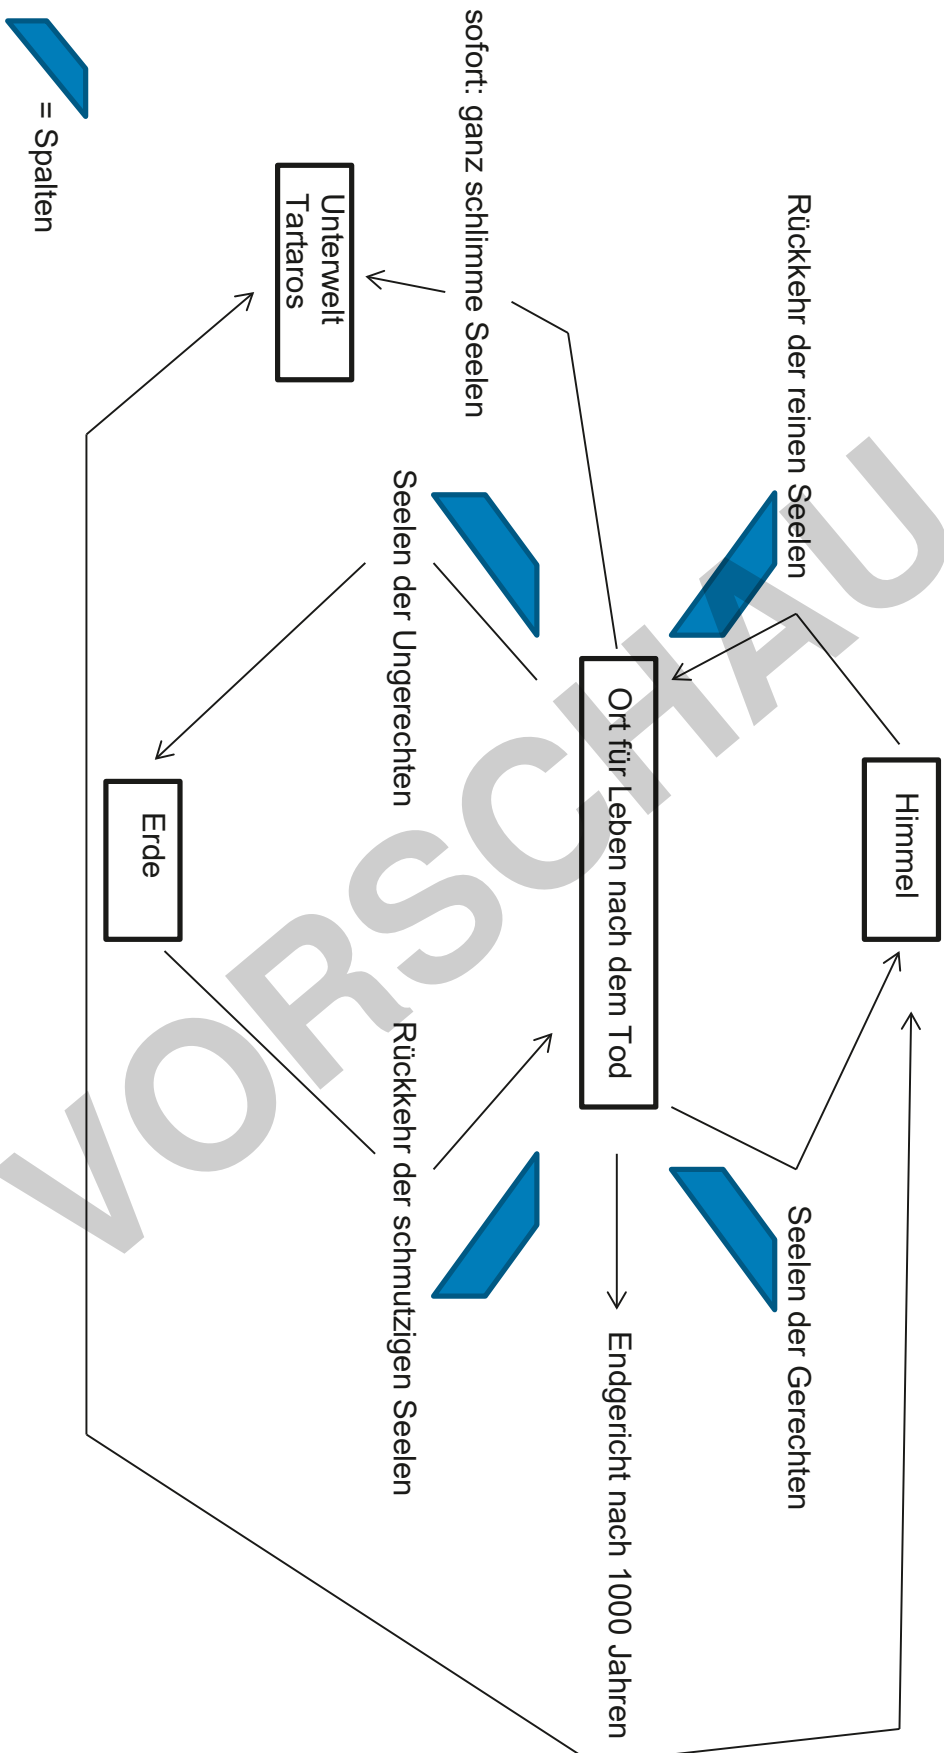 Himmel
Rückkehr der reinen Seelen
Seelen der Gerechten
Ort für Leben nach dem Tod
Endgericht nach 1000 Jahren
sofort: ganz schlimme Seelen
Seelen der Ungerechten
Rückkehr der schmutzigen Seelen
Unterwelt
Tartaros
Erde
= Spalten
VORSCHAU